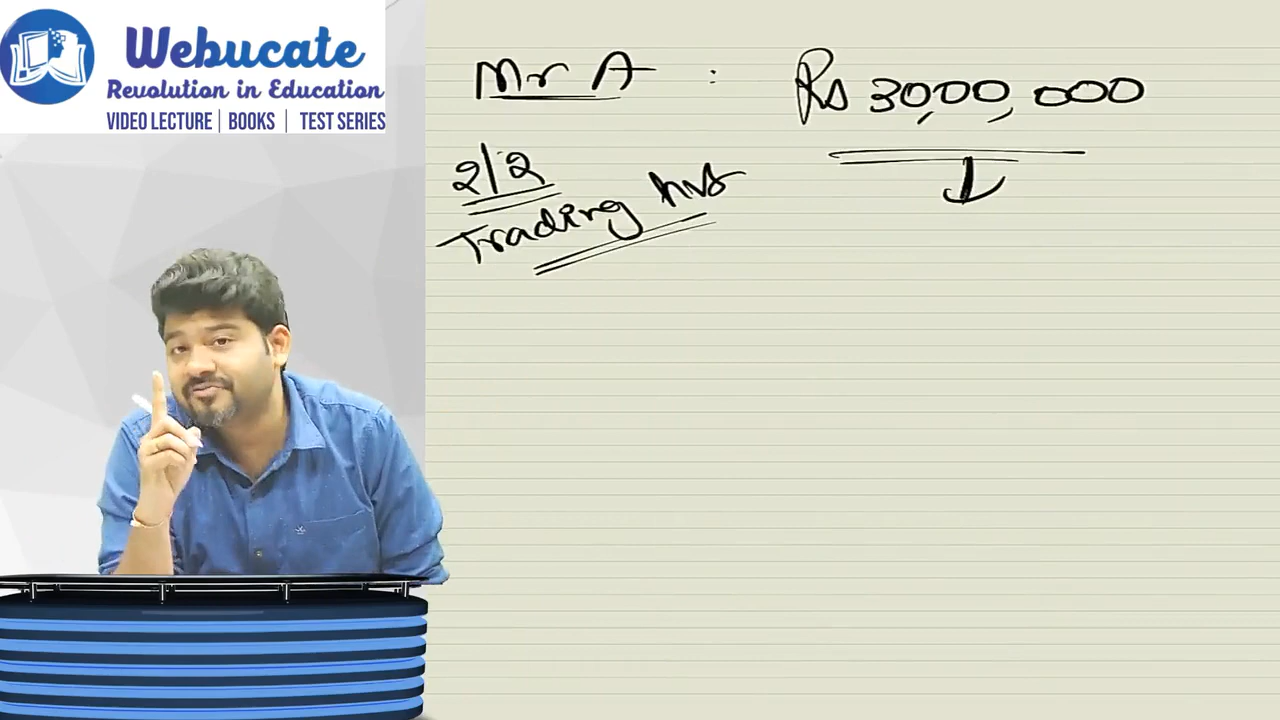 Webucate
Revolution in Education
VIDEO LECTURE | BOOKS | TEST SERIES
Mr A : Rs 3000,000
2/2
Trading hrs